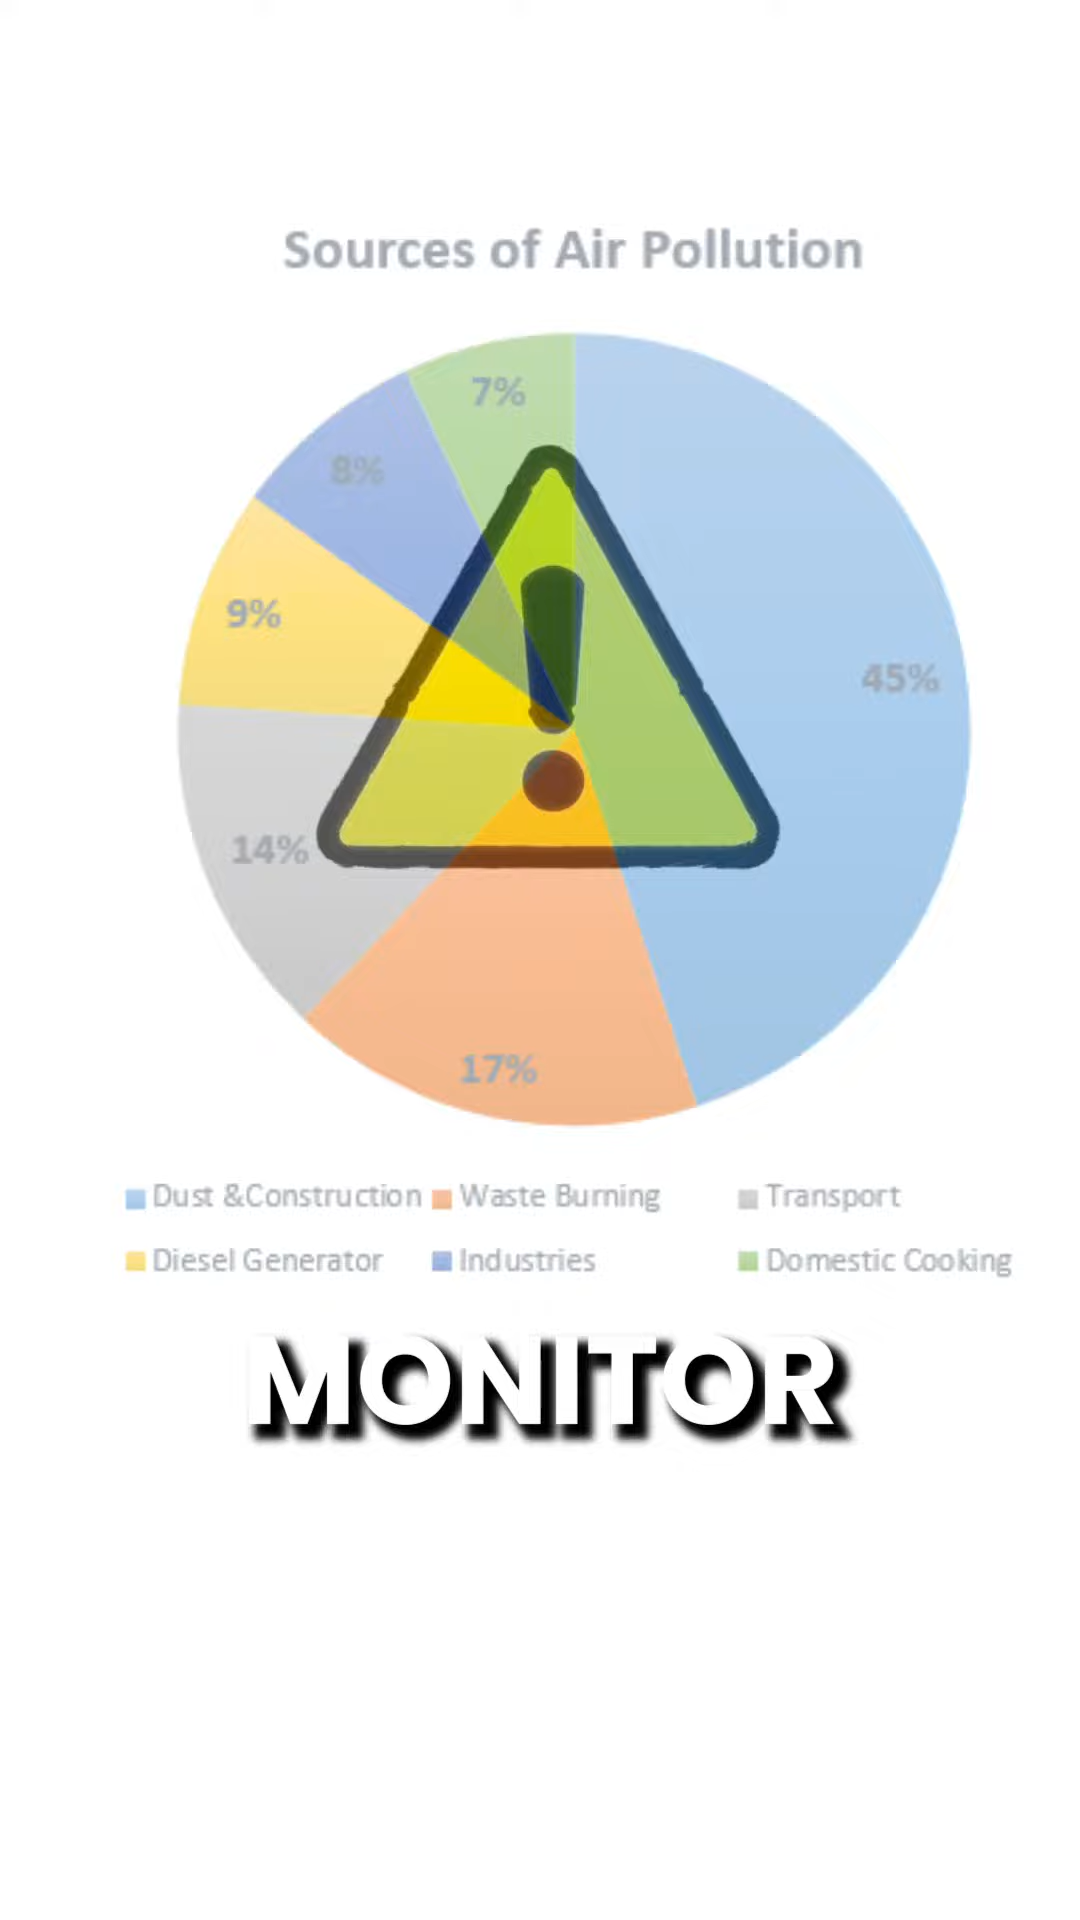 Sources of Air Pollution
7%
8%
9%
45%
14%
17%
Dust &Construction Waste Burning Transport
Diesel Generator Industries Domestic Cooking
MONITOR